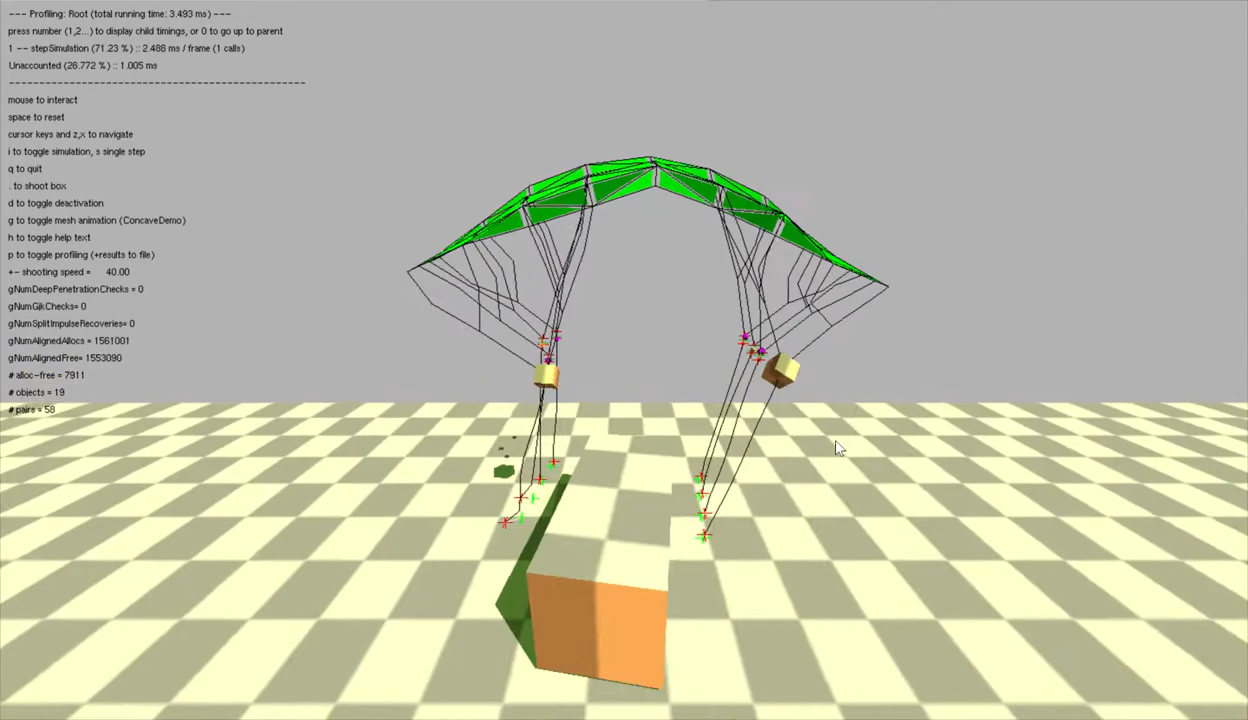 --- Profiling: Root (total running time: 3.493 ms) ---
press number (1,2...) to display child timings, or 0 to go up to parent
1 -- stepSimulation (71.23 %) :: 2.488 ms / frame (1 calls)
Unaccounted (28.772 %) :: 1.005 ms
-------------------------------------------------
mouse to interact
space to reset
cursor keys and z,x to navigate
i to toggle simulation, s single step
q to quit
. to shoot box
d to toggle deactivation
g to toggle mesh animation (ConcaveDemo)
h to toggle help text
p to toggle profiling (+results to file)
+- shooting speed = 40.00
gNumDeepPenetrationChecks = 0
gNumGjkChecks= 0
gNumSplitImpulseRecoveries= 0
gNumAlignedAllocs = 1561001
gNumAlignedFree= 1553090
# alloc-free = 7911
# objects = 19
# pairs = 58